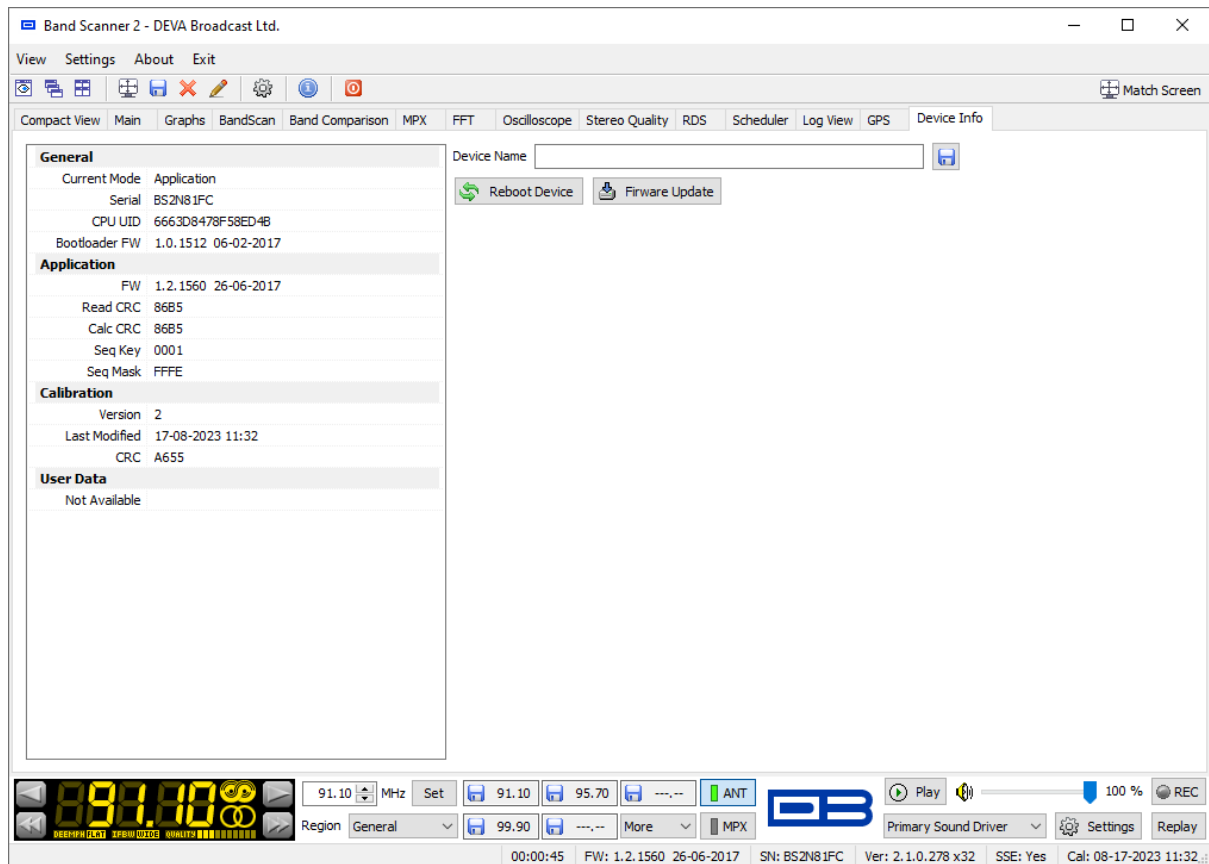 Band Scanner 2 - DEVA Broadcast Ltd.
View Settings About Exit
Match Screen
Compact View Main Graphs BandScan Band Comparison MPX FFT Oscilloscope Stereo Quality RDS Scheduler Log View GPS Device Info
General
Current Mode Application
Serial BS2N81FC
CPU UID 6663D8478F58ED4B
Bootloader FW 1.0.1512 06-02-2017
Application
FW 1.2.1560 26-06-2017
Read CRC 86B5
Calc CRC 86B5
Seq Key 0001
Seq Mask FFFE
Calibration
Version 2
Last Modified 17-08-2023 11:32
CRC A655
User Data
Not Available
Device Name
Reboot Device Firware Update
91.10
DEEMPH FLAT IFBW WIDE QUALITY
91.10 MHz Set 91.10 95.70 ---.-- ANT
Region General 99.90 ---.-- More MPX
DB
Play 100 % REC
Primary Sound Driver Settings Replay
00:00:45 FW: 1.2.1560 26-06-2017 SN: BS2N81FC Ver: 2.1.0.278 x32 SSE: Yes Cal: 08-17-2023 11:32